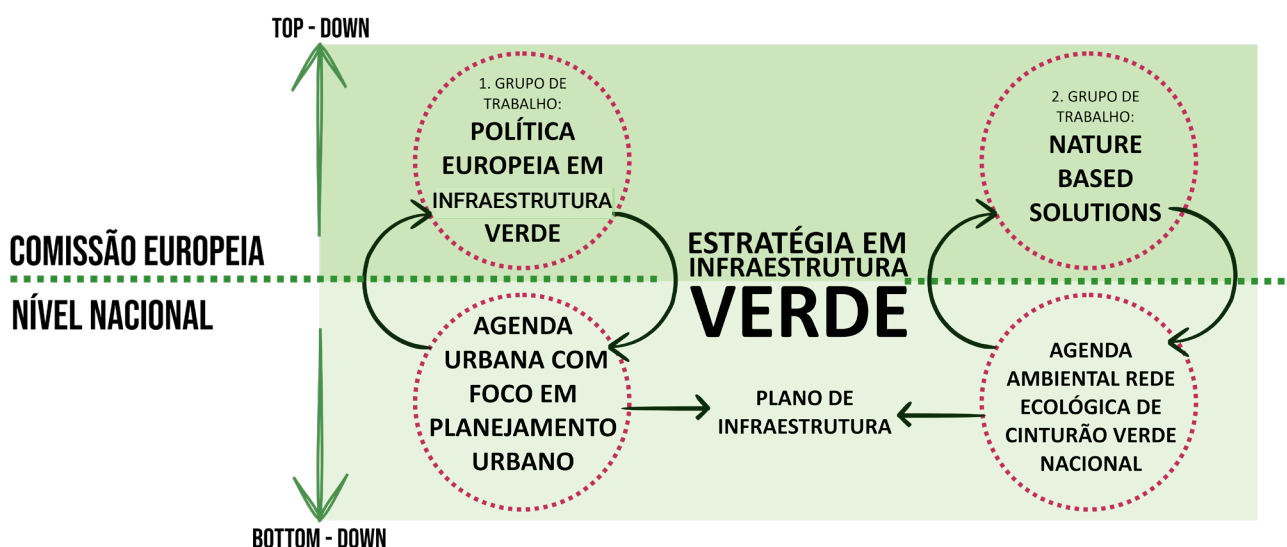 TOP - DOWN
1. GRUPO DE
TRABALHO:
POLÍTICA
EUROPEIA EM
INFRAESTRUTURA
VERDE
2. GRUPO DE
TRABALHO:
NATURE
BASED
SOLUTIONS
COMISSÃO EUROPEIA
NÍVEL NACIONAL
ESTRATÉGIA EM
INFRAESTRUTURA
VERDE
AGENDA
URBANA COM
FOCO EM
PLANEJAMENTO
URBANO
PLANO DE
INFRAESTRUTURA
AGENDA
AMBIENTAL REDE
ECOLÓGICA DE
CINTURÃO VERDE
NACIONAL
BOTTOM - DOWN